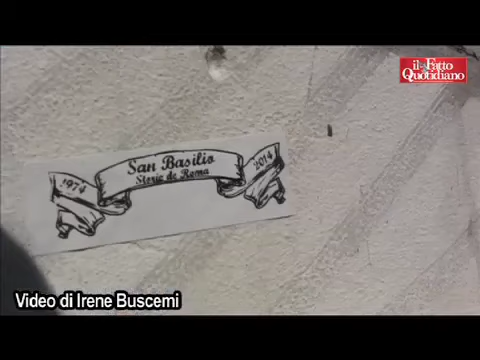 il Fatto
Quotidiano
San Basilio
Storie de Roma
1974
2014
Video di Irene Buscemi